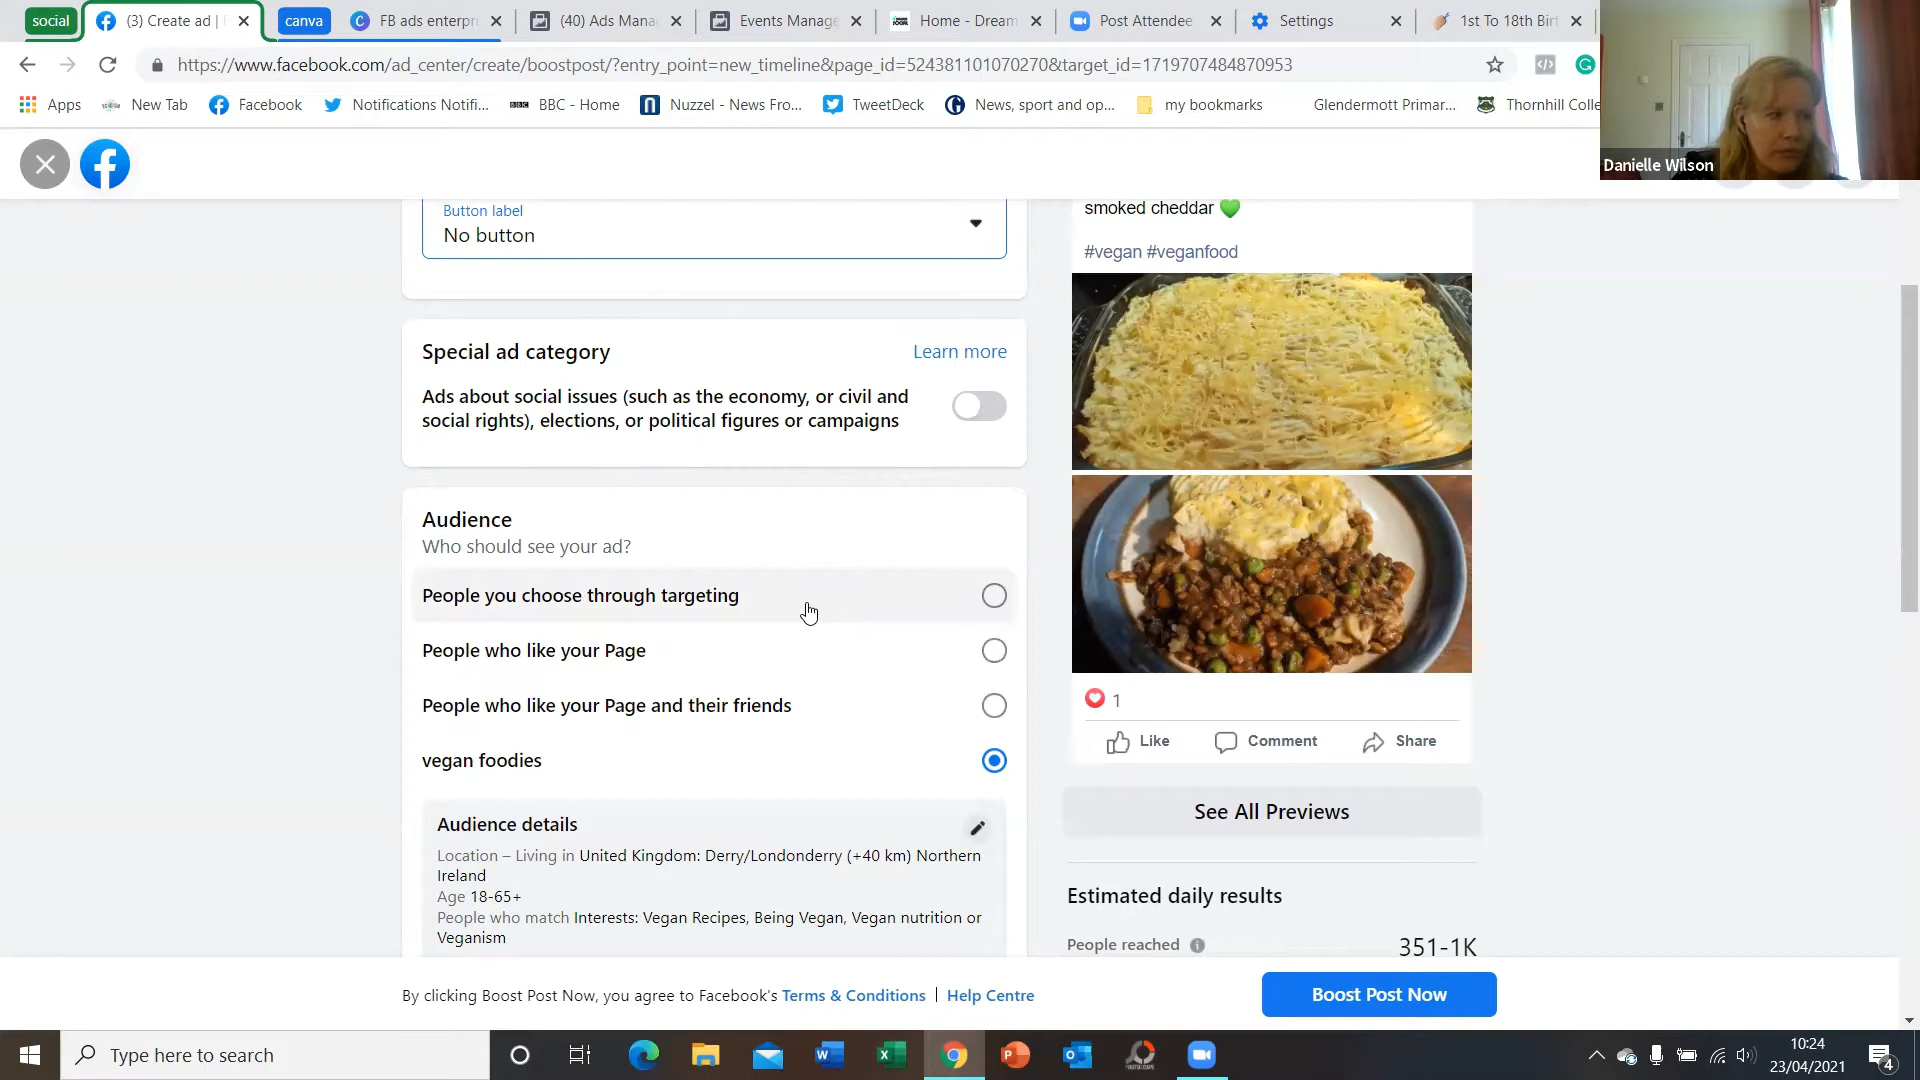 social
(3) Create ad |
canva
FB ads enterpr
(40) Ads Mana
Events Manage
Home - Dream
Post Attendee
Settings
1st To 18th Birt
https://www.facebook.com/ad_center/create/boostpost/?entry_point=new_timeline&page_id=524381101070270&target_id=1719707484870953
Apps
New Tab
Facebook
Notifications Notifi...
BBC
BBC - Home
Nuzzel - News Fro...
TweetDeck
News, sport and op...
my bookmarks
Glendermott Primar...
Thornhill Colle
Danielle Wilson
Button label
No button
Special ad category
Learn more
Ads about social issues (such as the economy, or civil and
social rights), elections, or political figures or campaigns
Audience
Who should see your ad?
People you choose through targeting
People who like your Page
People who like your Page and their friends
vegan foodies
Audience details
Location – Living in United Kingdom: Derry/Londonderry (+40 km) Northern
Ireland
Age 18-65+
People who match Interests: Vegan Recipes, Being Vegan, Vegan nutrition or
Veganism
smoked cheddar
#vegan #veganfood
1
Like
Comment
Share
See All Previews
Estimated daily results
People reached
351-1K
By clicking Boost Post Now, you agree to Facebook's Terms & Conditions | Help Centre
Boost Post Now
Type here to search
10:24
23/04/2021
4